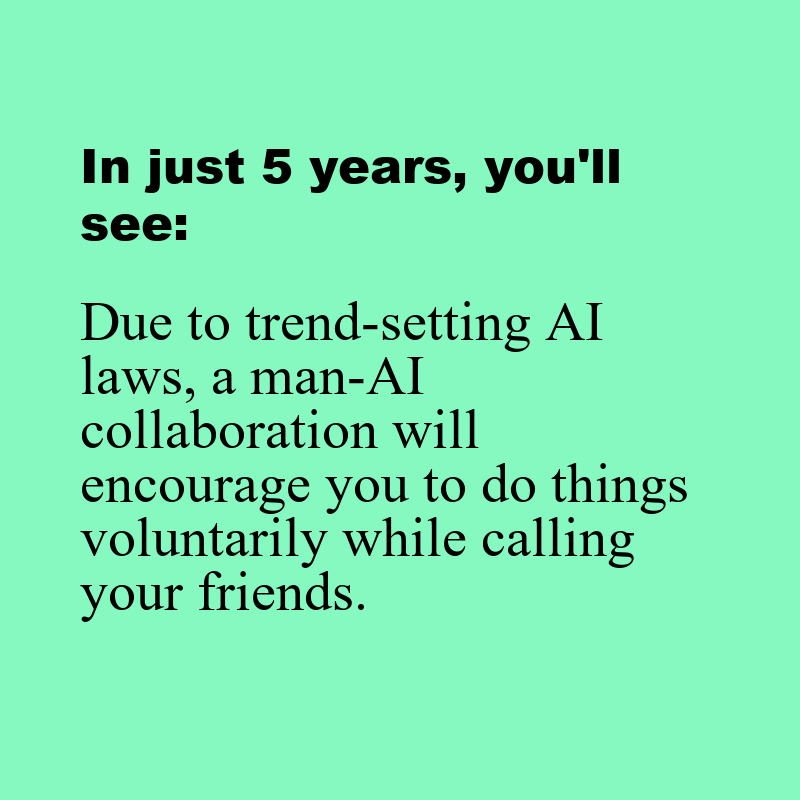 In just 5 years, you'll
see:
Due to trend-setting AI
laws, a man-AI
collaboration will
encourage you to do things
voluntarily while calling
your friends.